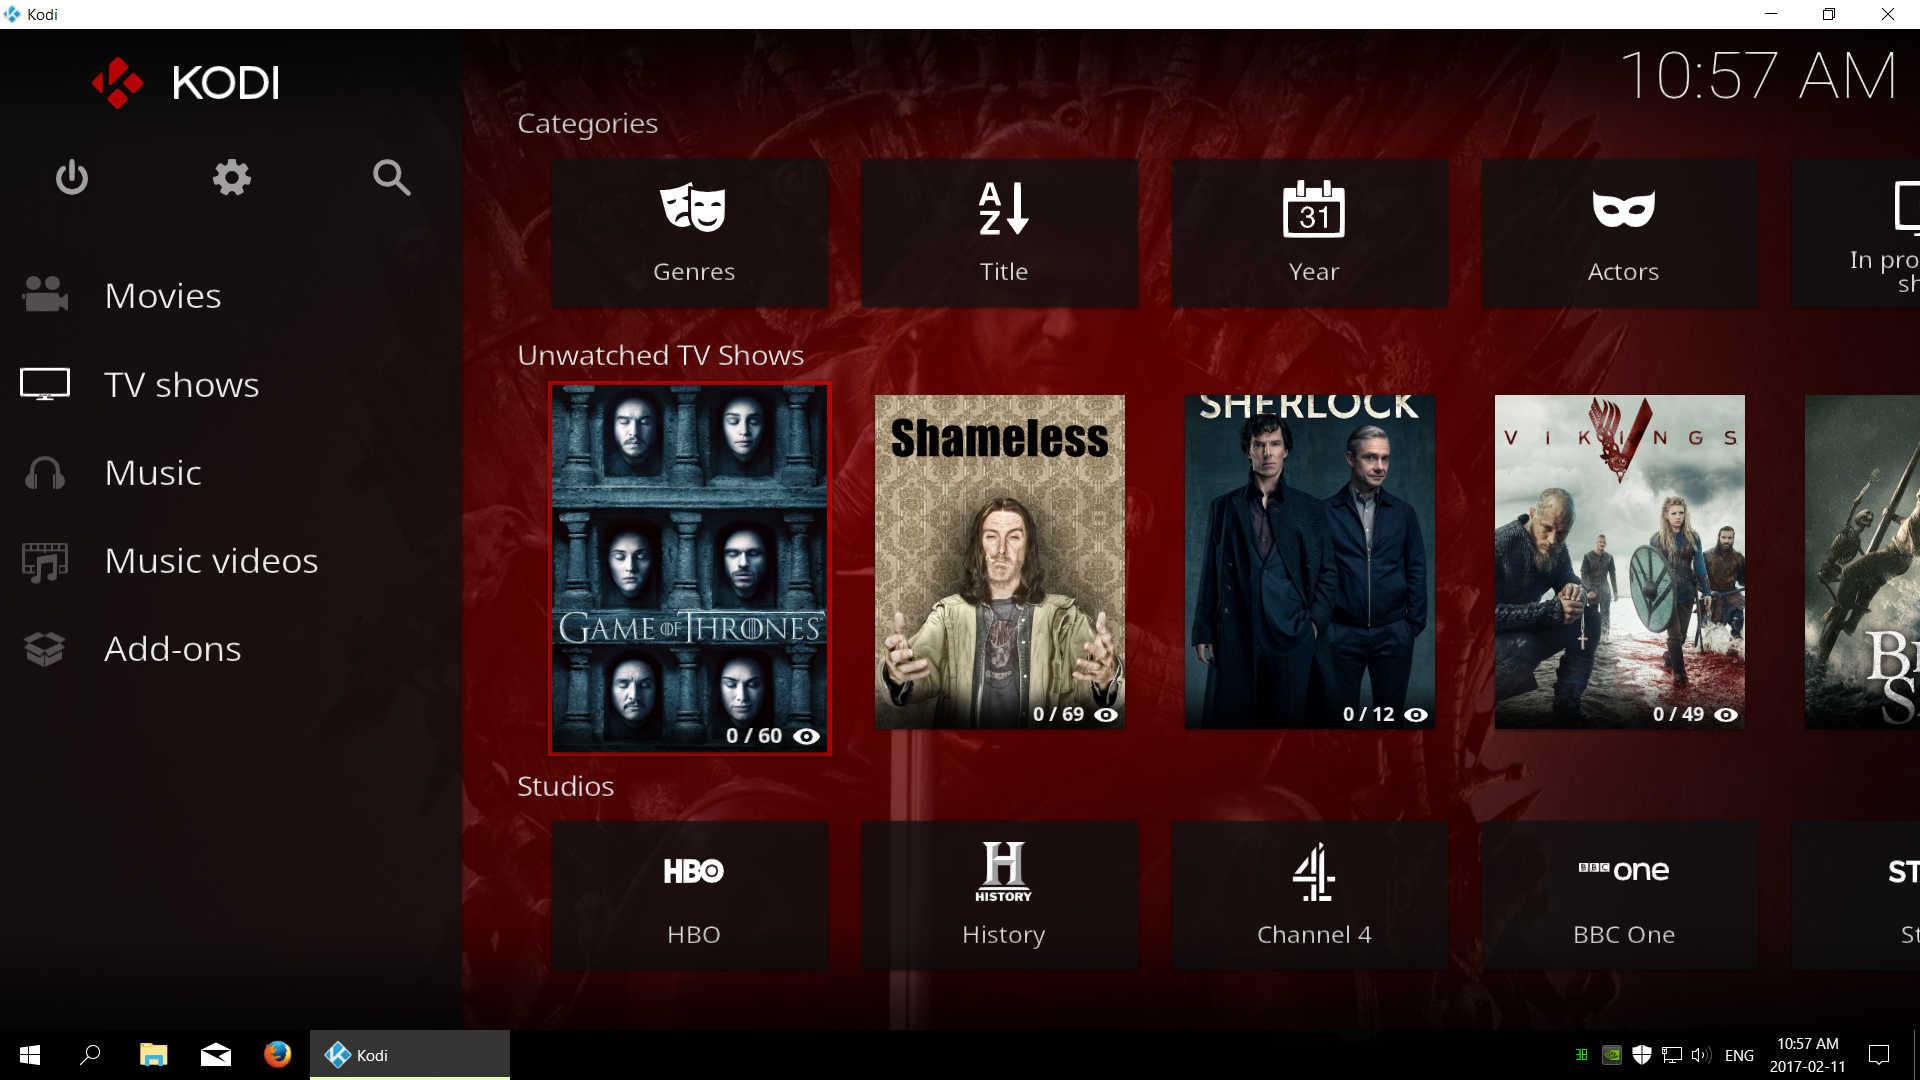 Kodi
KODI
10:57 AM
Categories
Genres
A
Z
Title
31
Year
Actors
In pro
sh
Movies
TV shows
Music
Music videos
Add-ons
Unwatched TV Shows
GAME OF THRONES
0 / 60
Shameless
0 / 69
SHERLOCK
0 / 12
VIKINGS
0 / 49
B
S
Studios
HBO
HBO
H
HISTORY
History
4
Channel 4
BBC one
BBC One
ST
St
Kodi
38
ENG
10:57 AM
2017-02-11